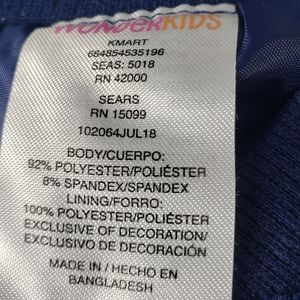 WONDERKIDS
KMART
664854535196
SEAS: 5018
RN 42000
SEARS
RN 15099
102064JUL18
BODY/CUERPO:
92% POLYESTER/POLIÉSTER
8% SPANDEX/SPANDEX
LINING/FORRO:
100% POLYESTER/POLIÉSTER
EXCLUSIVE OF DECORATION/
EXCLUSIVO DE DECORACIÓN
MADE IN / HECHO EN
BANGLADESH